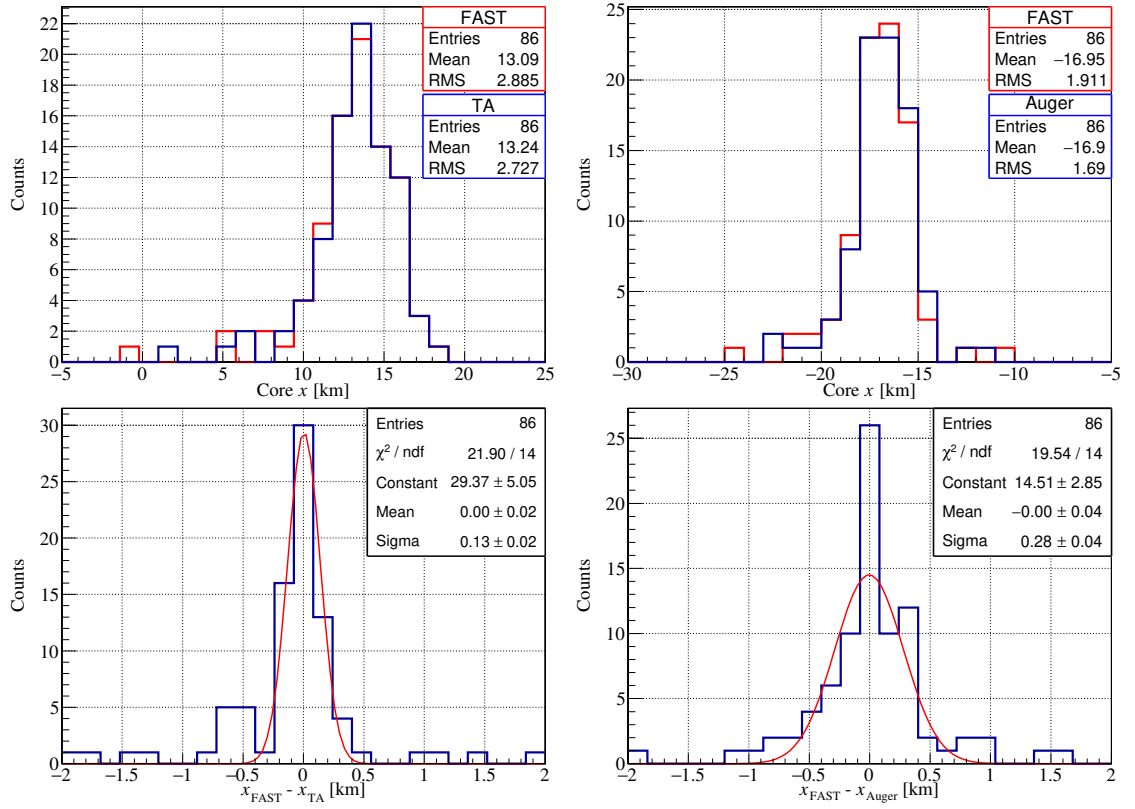 FAST
Entries 86
Mean 13.09
RMS 2.885
TA
Entries 86
Mean 13.24
RMS 2.727
Counts
22
20
18
16
14
12
10
8
6
4
2
0
−5 0 5 10 15 20 25
Core x [km]
FAST
Entries 86
Mean −16.95
RMS 1.911
Auger
Entries 86
Mean −16.9
RMS 1.69
Counts
25
20
15
10
5
0
−30 −25 −20 −15 −10 −5
Core x [km]
Entries 86
χ² / ndf 21.90 / 14
Constant 29.37 ± 5.05
Mean 0.00 ± 0.02
Sigma 0.13 ± 0.02
Counts
30
25
20
15
10
5
0
−2 −1.5 −1 −0.5 0 0.5 1 1.5 2
xFAST - xTA [km]
Entries 86
χ² / ndf 19.54 / 14
Constant 14.51 ± 2.85
Mean −0.00 ± 0.04
Sigma 0.28 ± 0.04
Counts
25
20
15
10
5
0
−2 −1.5 −1 −0.5 0 0.5 1 1.5 2
xFAST - xAuger [km]